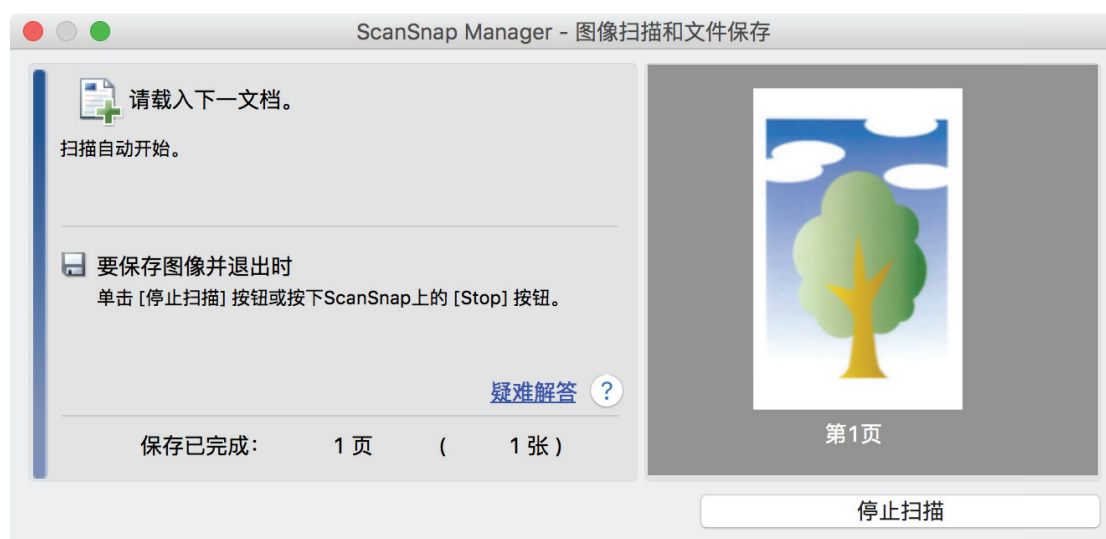 ScanSnap Manager - 图像扫描和文件保存
请载入下一文档。
扫描自动开始。
要保存图像并退出时
单击 [停止扫描] 按钮或按下ScanSnap上的 [Stop] 按钮。
疑难解答 ?
保存已完成: 1 页 ( 1 张 )
第1页
停止扫描